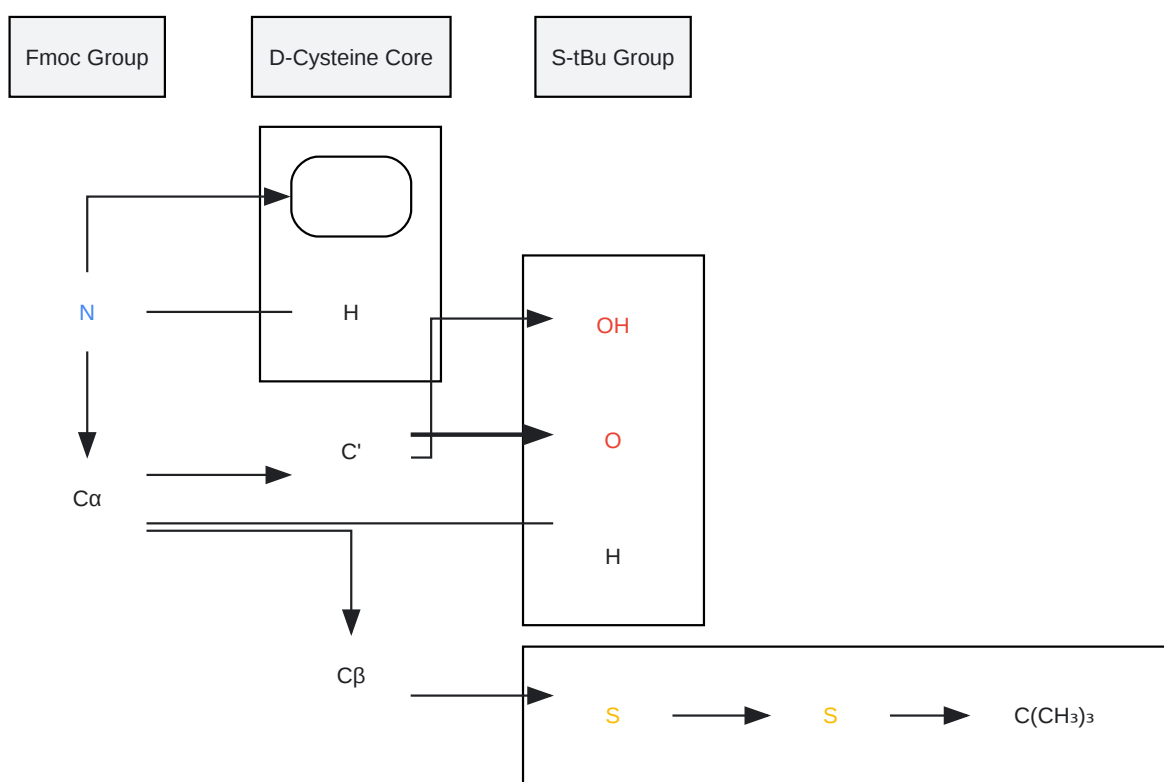 Fmoc Group
D-Cysteine Core
S-tBu Group
N
H
OH
C'
O
Cα
H
Cβ
S
S
C(CH₃)₃